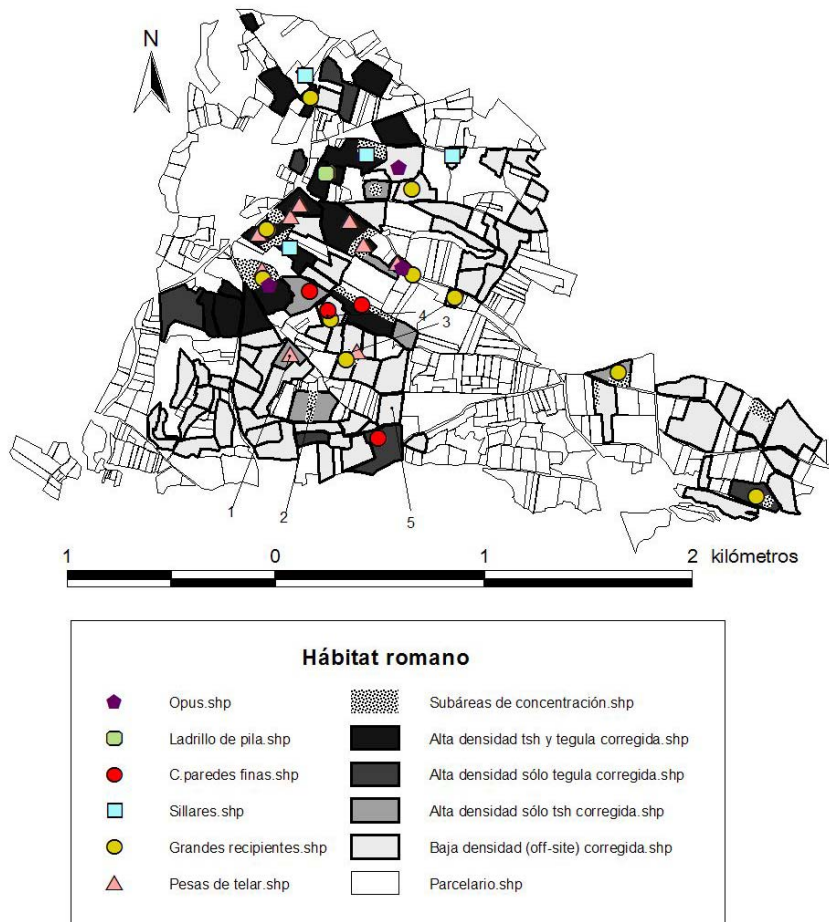 N
4
3
1
2
5
1 0 1 2 kilómetros
Hábitat romano
Opus.shp
Subáreas de concentración.shp
Ladrillo de pila.shp
Alta densidad tsh y tegula corregida.shp
C.paredes finas.shp
Alta densidad sólo tegula corregida.shp
Sillares.shp
Alta densidad sólo tsh corregida.shp
Grandes recipientes.shp
Baja densidad (off-site) corregida.shp
Pesas de telar.shp
Parcelario.shp